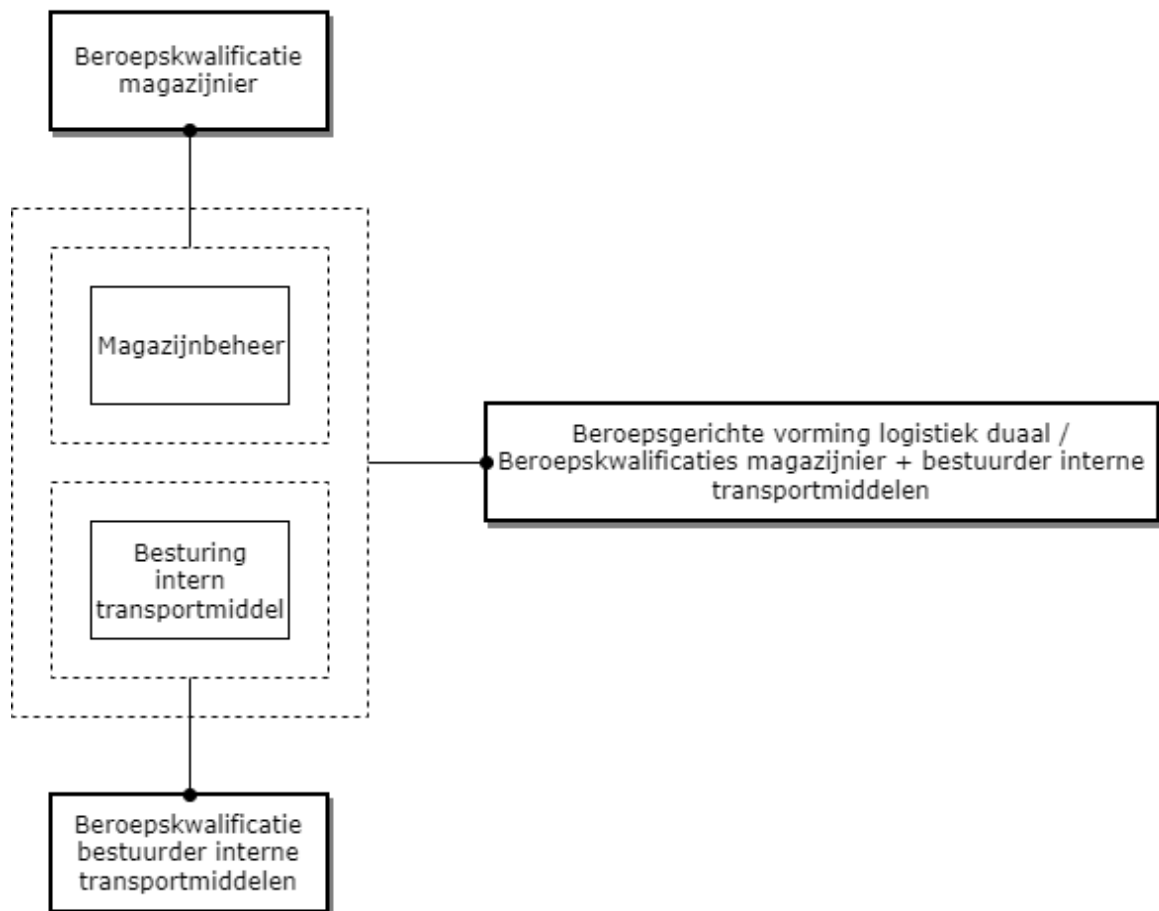 Beroepskwalificatie
magazijnier
Magazijnbeheer
Beroepsgerichte vorming logistiek duaal /
Beroepskwalificaties magazijnier + bestuurder interne
transportmiddelen
Besturing
intern
transportmiddel
Beroepskwalificatie
bestuurder interne
transportmiddelen